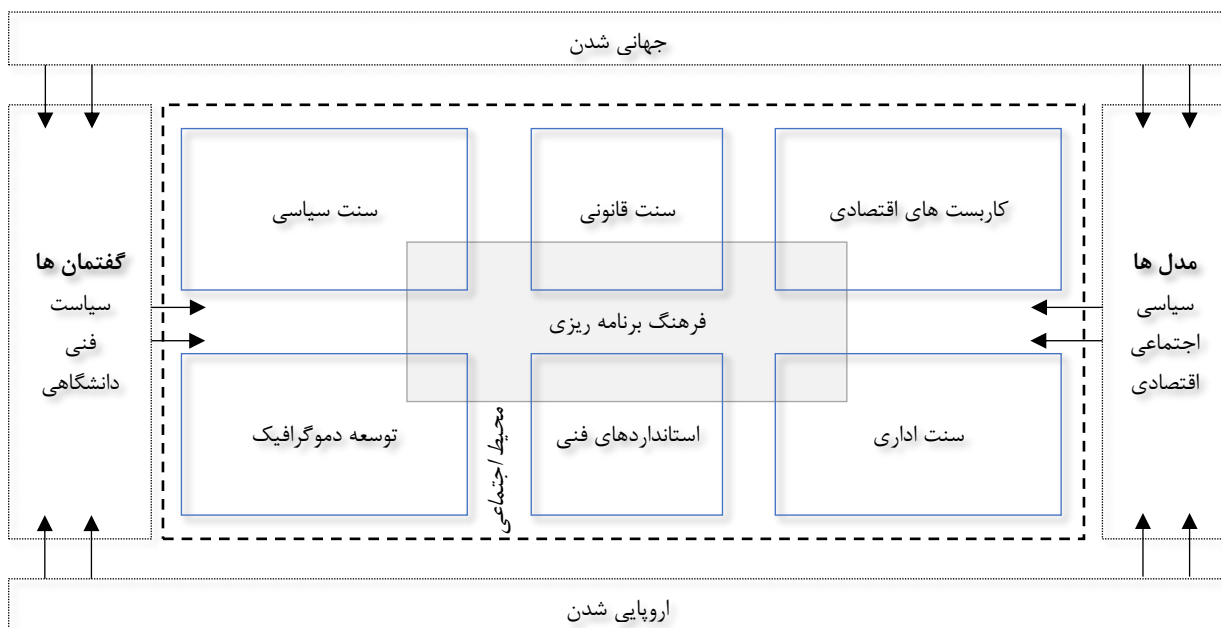 جهانی شدن
کاربست های اقتصادی
سنت قانونی
سنت سیاسی
مدل ها
سیاسی
اجتماعی
اقتصادی
فرهنگ برنامه ریزی
گفتمان ها
سیاست
فنی
دانشگاهی
سنت اداری
استانداردهای فنی
محیط اجتماعی
توسعه دموگرافیک
اروپایی شدن